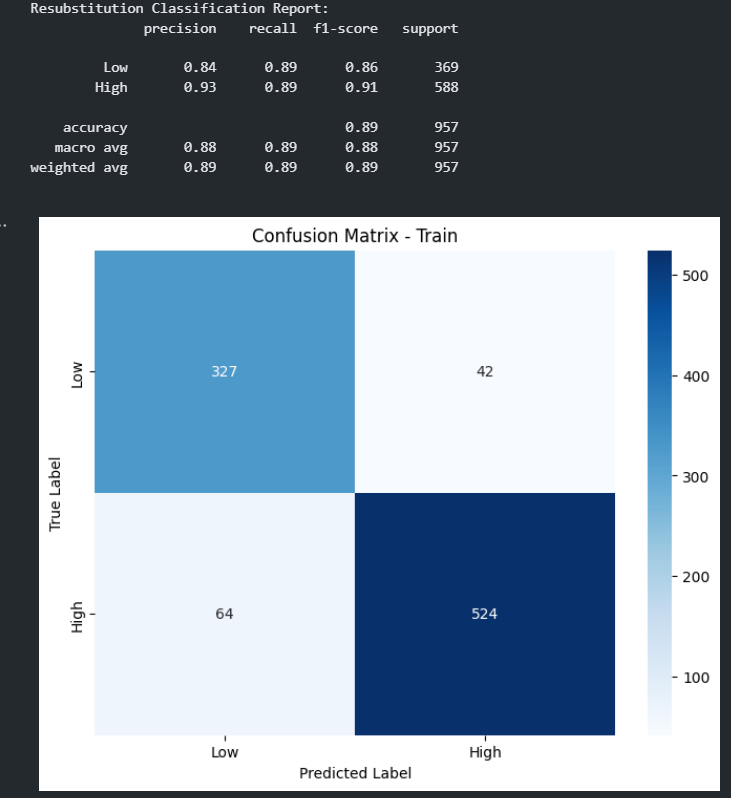 Resubstitution Classification Report:
precision recall f1-score support
Low 0.84 0.89 0.86 369
High 0.93 0.89 0.91 588
accuracy 0.89 957
macro avg 0.88 0.89 0.88 957
weighted avg 0.89 0.89 0.89 957
..
Confusion Matrix - Train
500
Low 327 42
400
300
True Label
200
High 64 524
100
Low High
Predicted Label